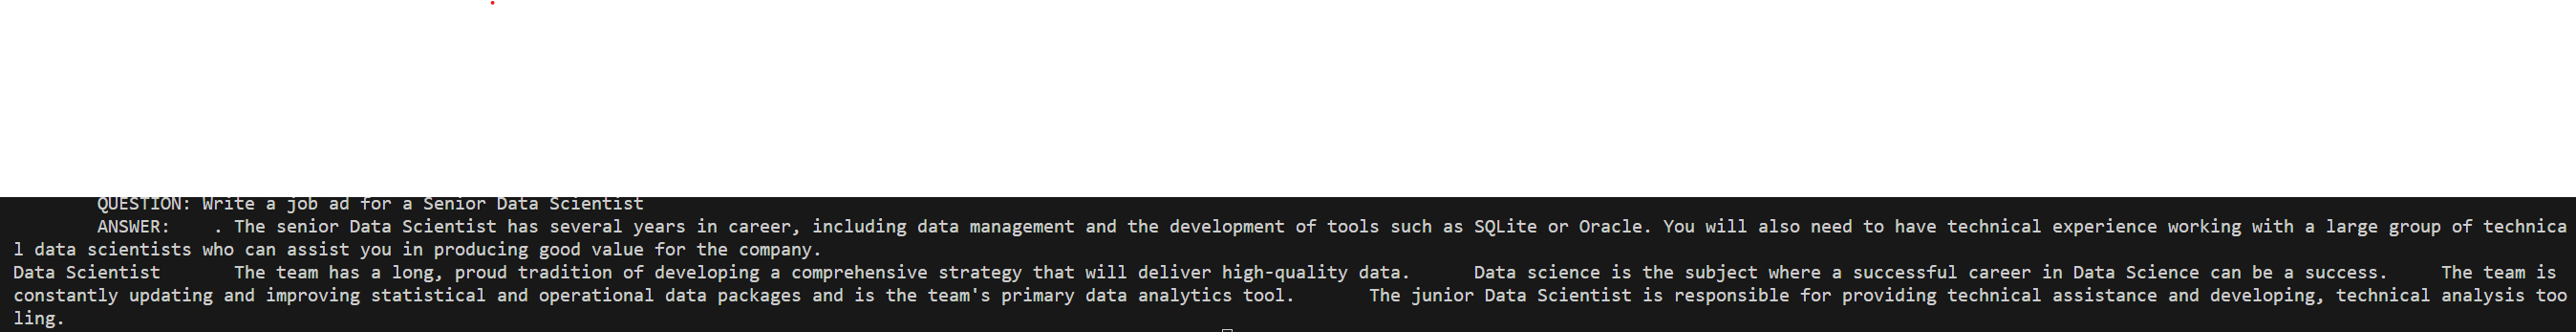 QUESTION: Write a job ad for a Senior Data Scientist
ANSWER:    . The senior Data Scientist has several years in career, including data management and the development of tools such as SQLite or Oracle. You will also need to have technical experience working with a large group of technica
l data scientists who can assist you in producing good value for the company.
Data Scientist       The team has a long, proud tradition of developing a comprehensive strategy that will deliver high-quality data.      Data science is the subject where a successful career in Data Science can be a success.     The team is
constantly updating and improving statistical and operational data packages and is the team's primary data analytics tool.       The junior Data Scientist is responsible for providing technical assistance and developing, technical analysis too
ling.